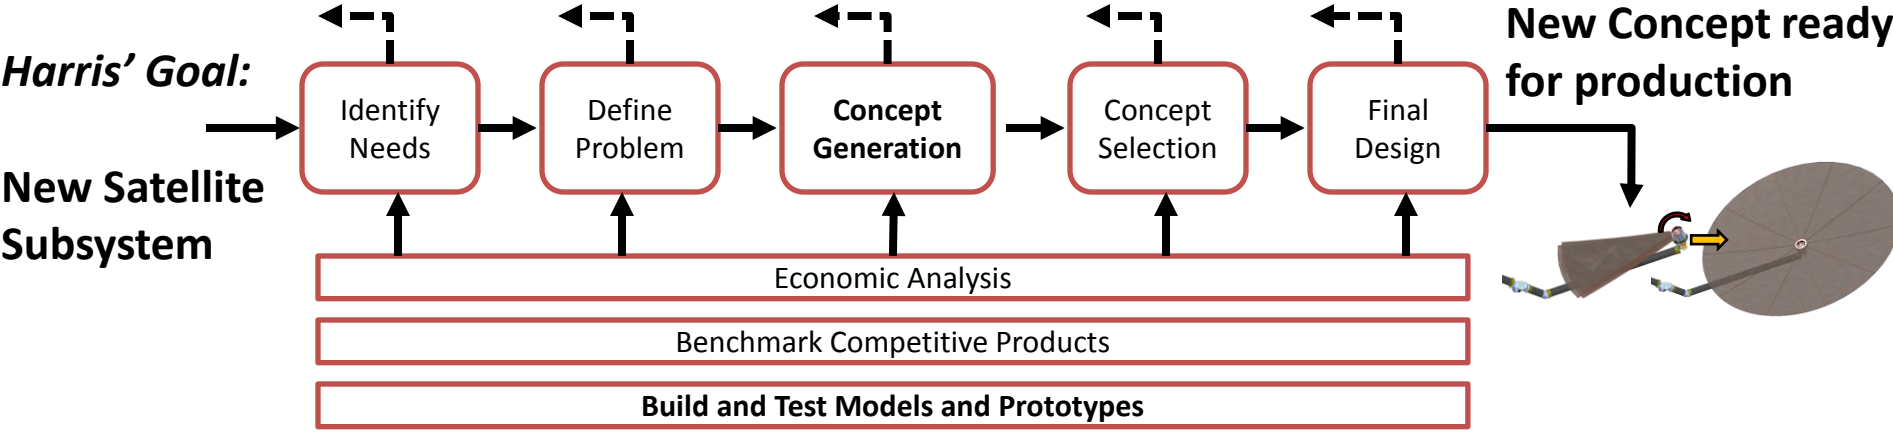 Harris’ Goal:
New Satellite
Subsystem
Identify
Needs
Define
Problem
Concept
Generation
Concept
Selection
Final
Design
New Concept ready
for production
Economic Analysis
Benchmark Competitive Products
Build and Test Models and Prototypes